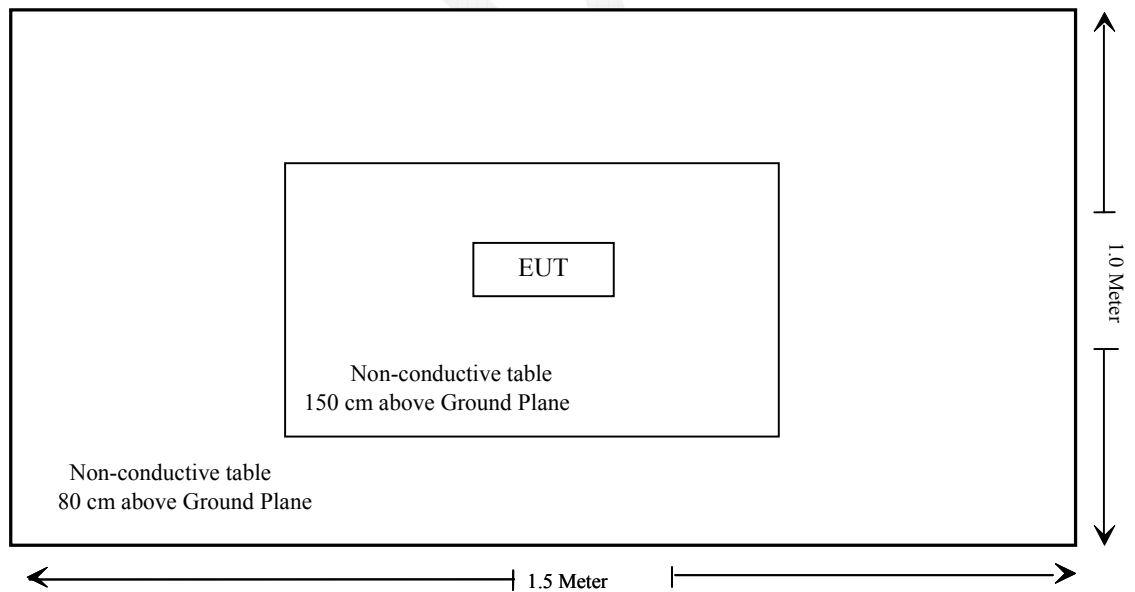 EUT
Non-conductive table
150 cm above Ground Plane
Non-conductive table
80 cm above Ground Plane
1.0 Meter
1.5 Meter